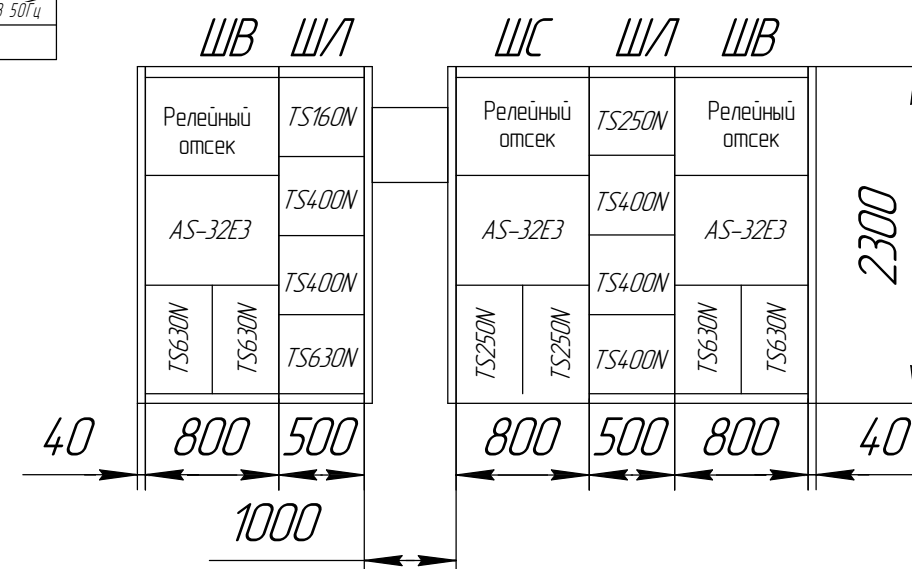 В 50Гц
ШВ ШЛ ШС ШЛ ШВ
Релейный
отсек
TS160N
Релейный
отсек
TS250N
Релейный
отсек
TS400N
TS400N
AS-32E3
AS-32E3
AS-32E3
2300
TS400N
TS400N
TS630N
TS630N
TS630N
TS250N
TS250N
TS400N
TS630N
TS630N
40 800 500 800 500 800 40
1000